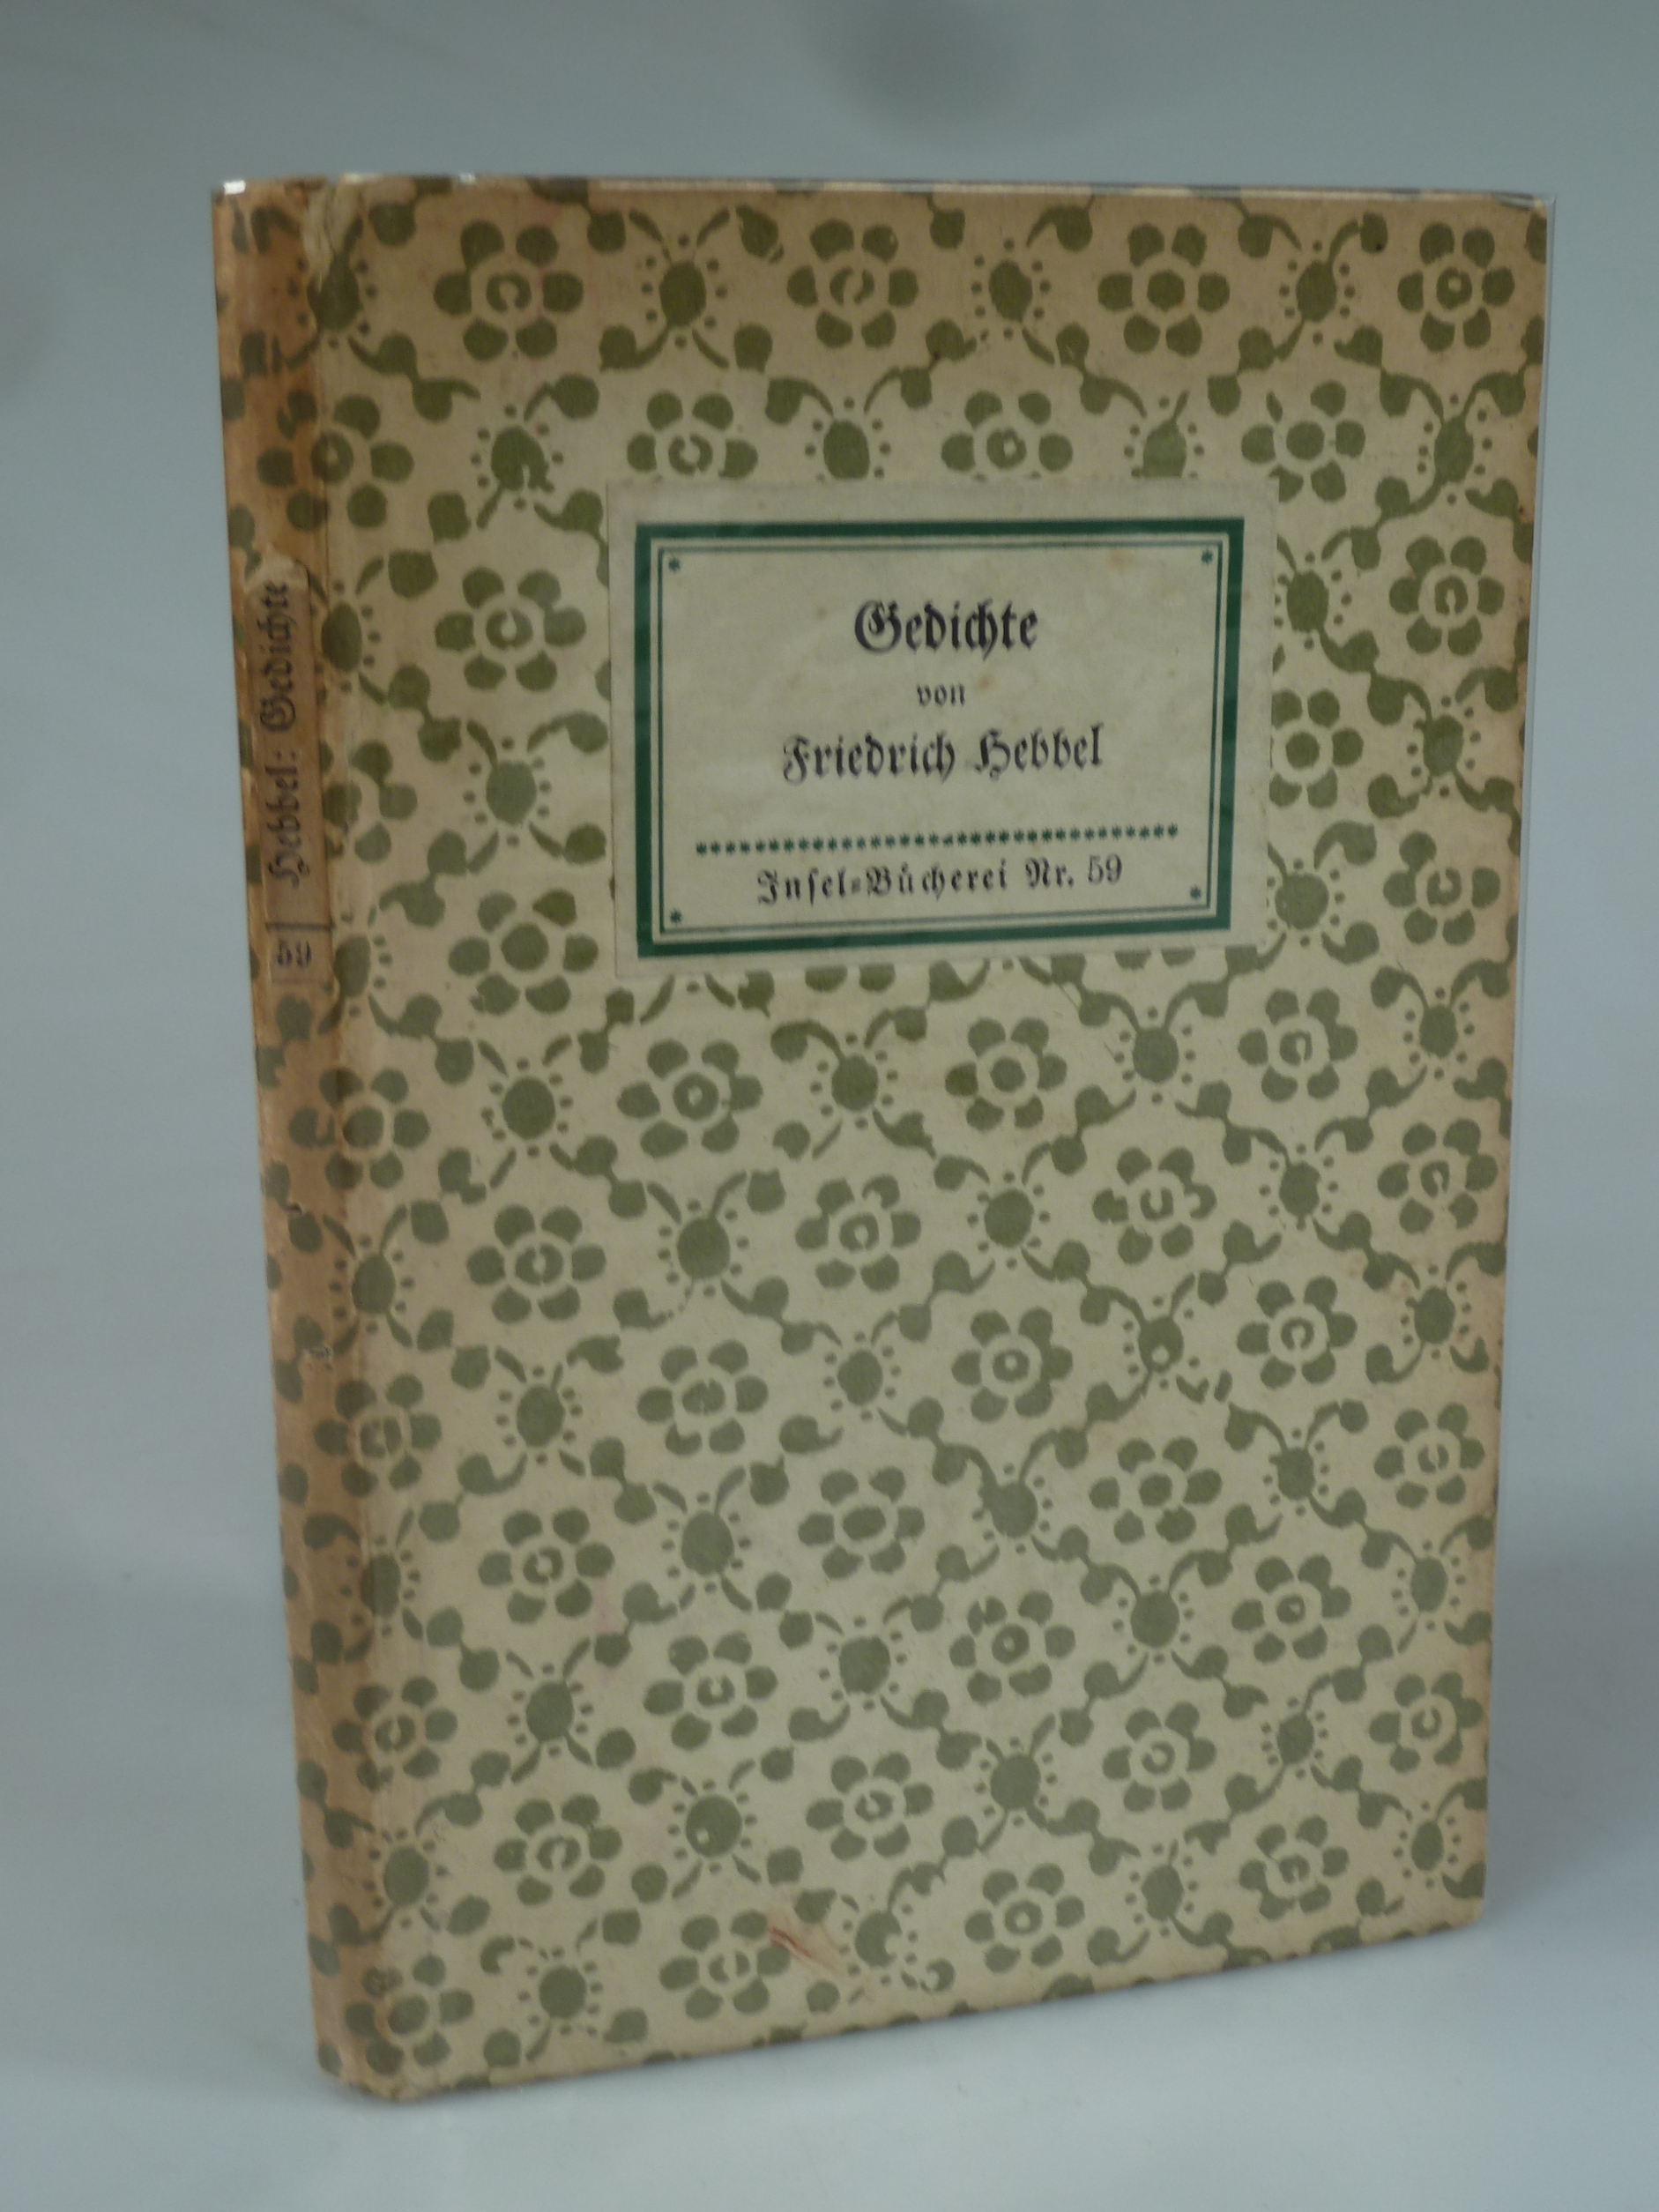 Gedichte
von
Friedrich Hebbel
Insel-Bücherei Nr. 59
Hebbel: Gedichte
59